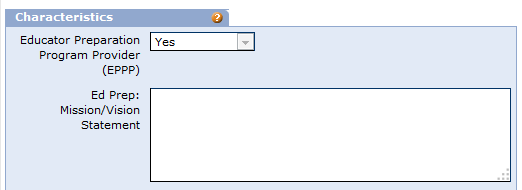 Characteristics ?
Educator Preparation Yes
Program Provider
(EPPP)
Ed Prep:
Mission/Vision
Statement